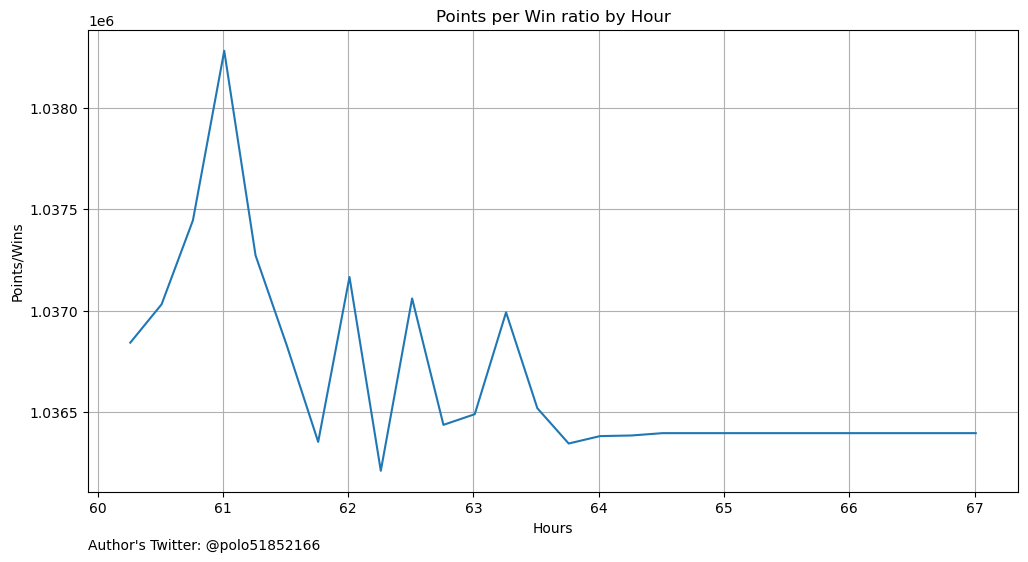 Points per Win ratio by Hour
1e6
1.0380
1.0375
1.0370
1.0365
Points/Wins
60 61 62 63 64 65 66 67
Hours
Author's Twitter: @polo51852166